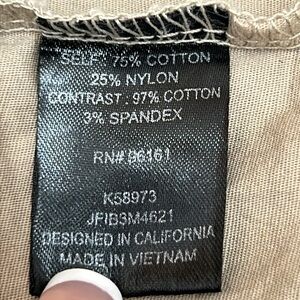 SELF: 75% COTTON
25% NYLON
CONTRAST: 97% COTTON
3% SPANDEX
RN# 96161
K58973
JFIB3M4621
DESIGNED IN CALIFORNIA
MADE IN VIETNAM